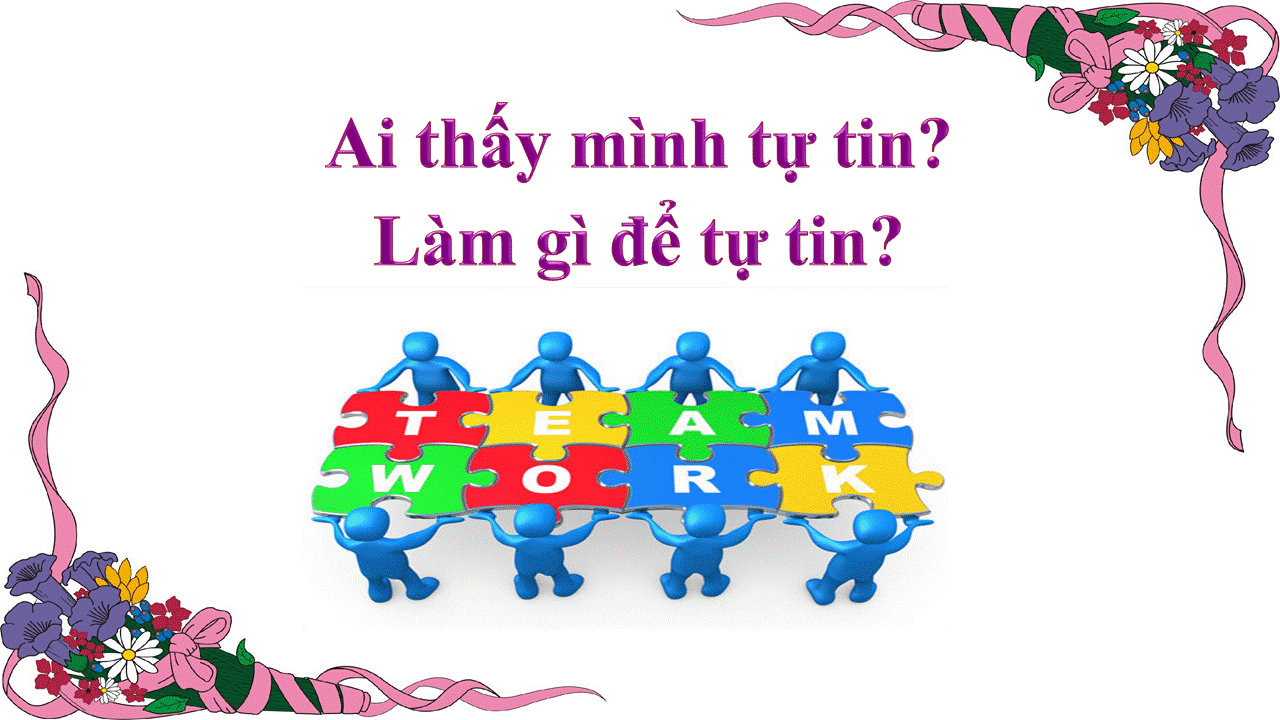 Ai thấy mình tự tin?
Làm gì để tự tin?
TEAM
WORK